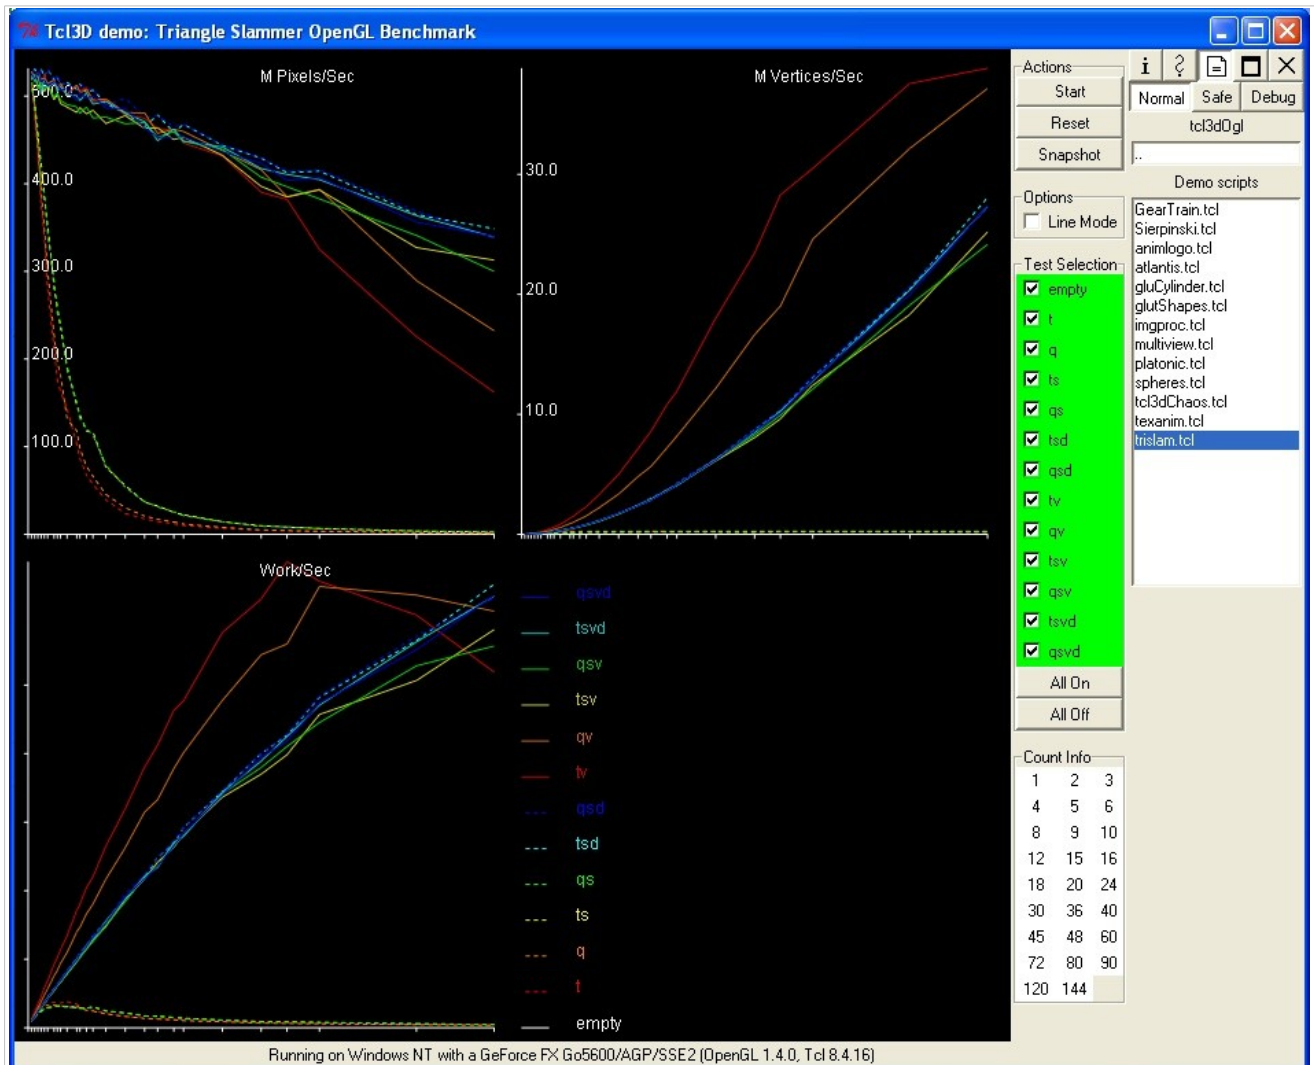 Tcl3D demo: Triangle Slammer OpenGL Benchmark
M Pixels/Sec
500.0
400.0
300.0
200.0
100.0
M Vertices/Sec
30.0
20.0
10.0
Work/Sec
qsvd
tsvd
qsv
tsv
qv
tv
qsd
tsd
qs
ts
q
t
empty
Actions
Start
Reset
Snapshot
Options
Line Mode
Test Selection
empty
t
q
ts
qs
tsd
qsd
tv
qv
tsv
qsv
tsvd
qsvd
All On
All Off
Count Info
1 2 3
4 5 6
8 9 10
12 15 16
18 20 24
30 36 40
45 48 60
72 80 90
120 144
i ?
Normal Safe Debug
tcl3dOgl
..
Demo scripts
GearTrain.tcl
Sierpinski.tcl
animlogo.tcl
atlantis.tcl
gluCylinder.tcl
glutShapes.tcl
imgproc.tcl
multiview.tcl
platonic.tcl
spheres.tcl
tcl3dChaos.tcl
texanim.tcl
trislam.tcl
Running on Windows NT with a GeForce FX Go5600/AGP/SSE2 (OpenGL 1.4.0, Tcl 8.4.16)